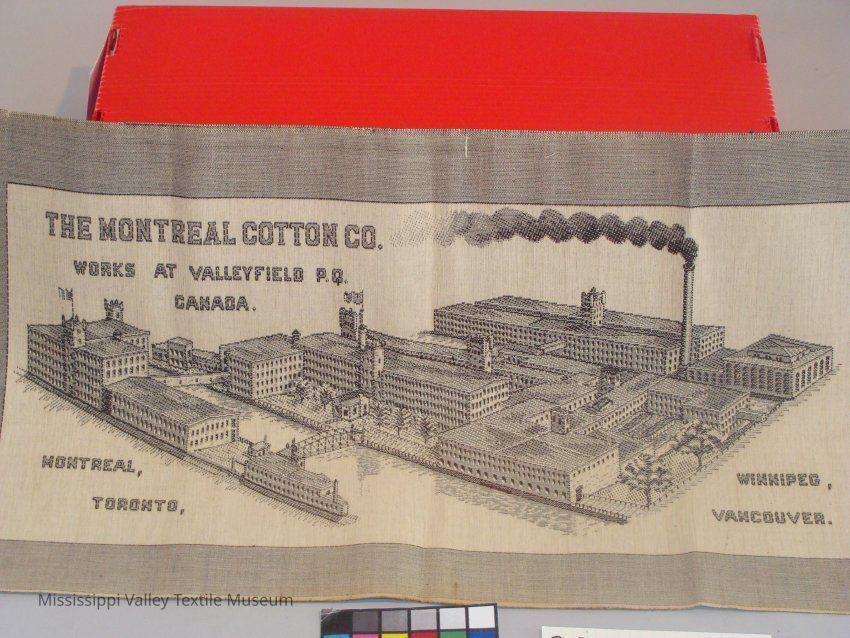 THE MONTREAL COTTON CO.
WORKS AT VALLEYFIELD P.Q.
CANADA.
MONTREAL,
TORONTO,
WINNIPEG,
VANCOUVER.
Mississippi Valley Textile Museum